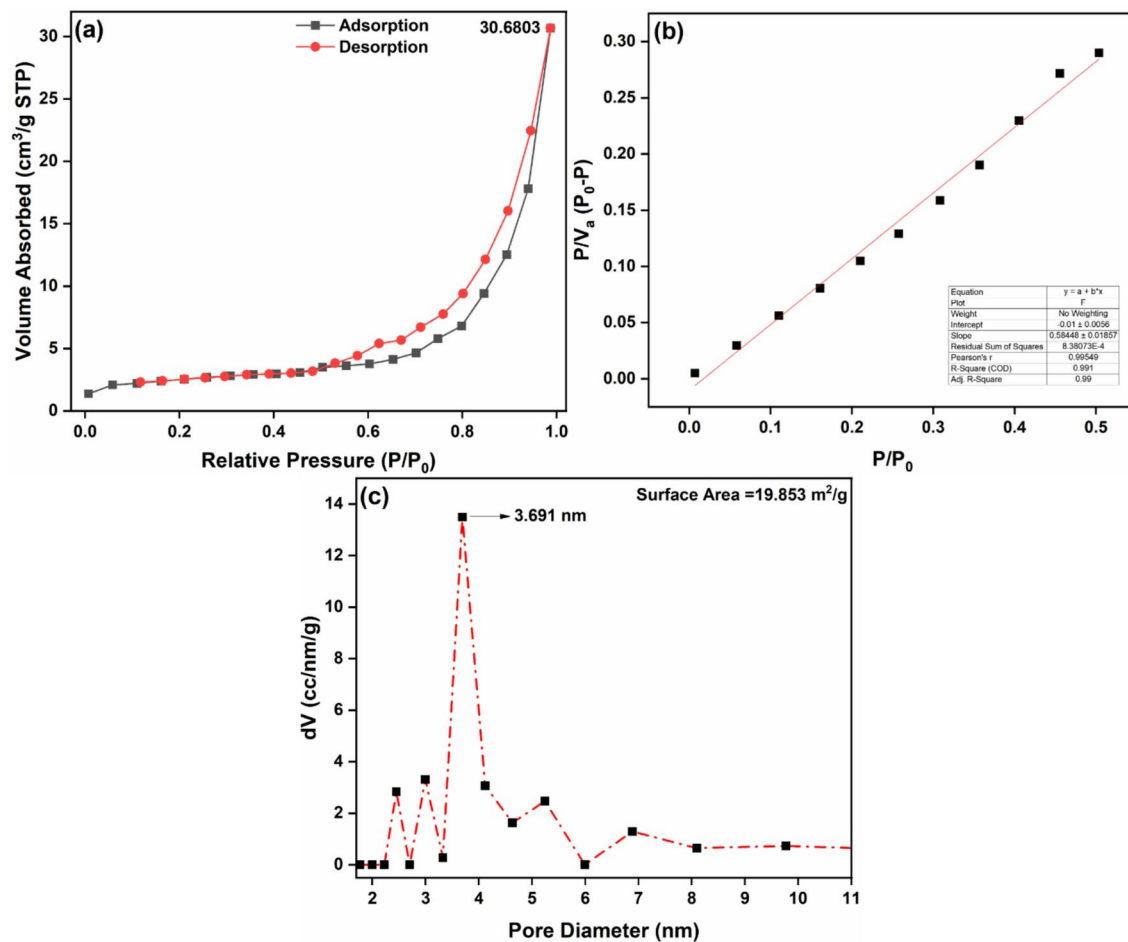 (a)
Adsorption
Desorption
30.6803
Volume Absorbed (cm³/g STP)
30
25
20
15
10
5
0
0.0 0.2 0.4 0.6 0.8 1.0
Relative Pressure (P/P₀)
(b)
P/Vₐ (P₀-P)
0.30
0.25
0.20
0.15
0.10
0.05
0.00
Equation y = a + b*x
Plot F
Weight No Weighting
Intercept -0.01 ± 0.0056
Slope 0.58448 ± 0.01857
Residual Sum of Squares 8.38073E-4
Pearson's r 0.99549
R-Square (COD) 0.991
Adj. R-Square 0.99
0.0 0.1 0.2 0.3 0.4 0.5
P/P₀
(c)
Surface Area =19.853 m²/g
3.691 nm
dV (cc/nm/g)
14
12
10
8
6
4
2
0
2 3 4 5 6 7 8 9 10 11
Pore Diameter (nm)